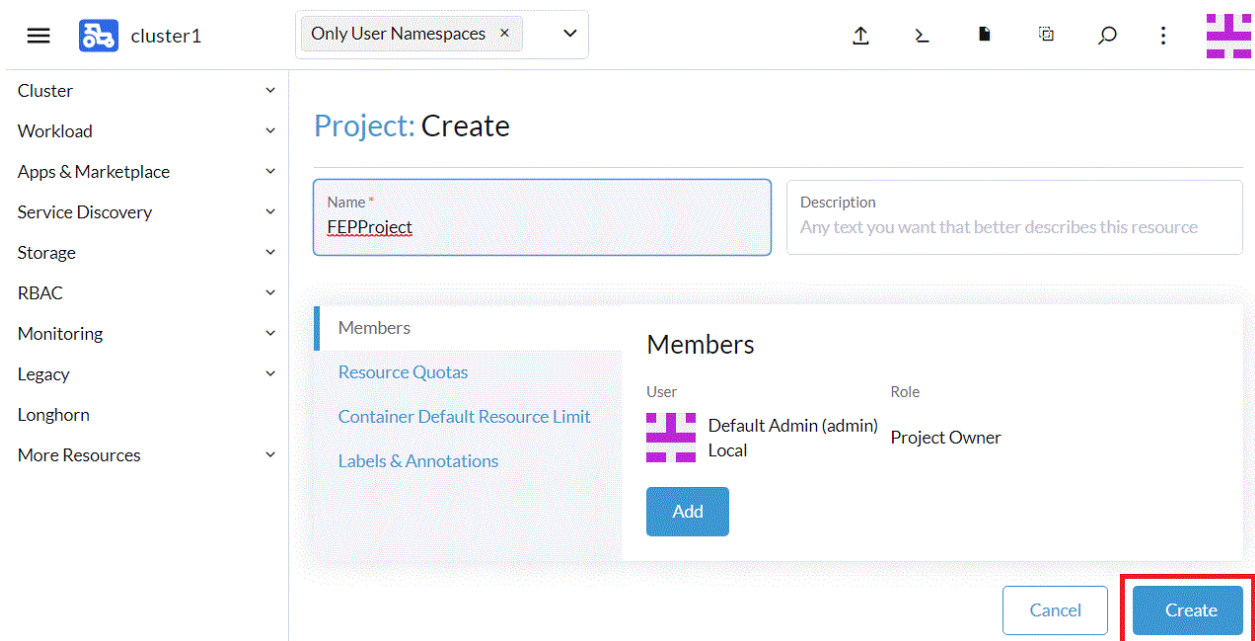 cluster1
Only User Namespaces ×
Cluster
Workload
Apps & Marketplace
Service Discovery
Storage
RBAC
Monitoring
Legacy
Longhorn
More Resources
Project: Create
Name *
FEPProject
Description
Any text you want that better describes this resource
Members
Resource Quotas
Container Default Resource Limit
Labels & Annotations
Members
User Role
Default Admin (admin)
Local
Project Owner
Add
Cancel Create